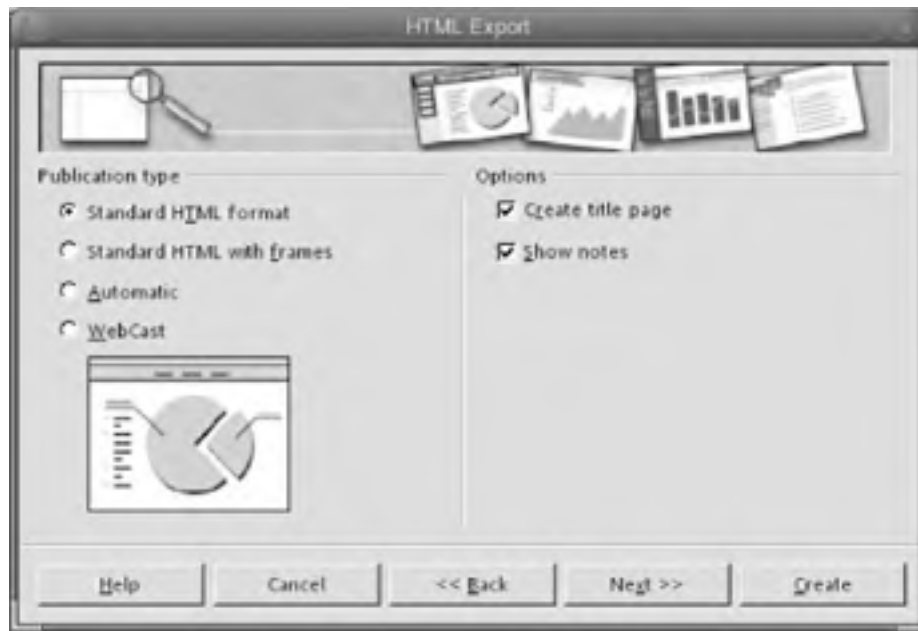 HTML Export
Publication type
Standard HTML format
Standard HTML with frames
Automatic
WebCast
Options
Create title page
Show notes
Help
Cancel
<< Back
Next >>
Create